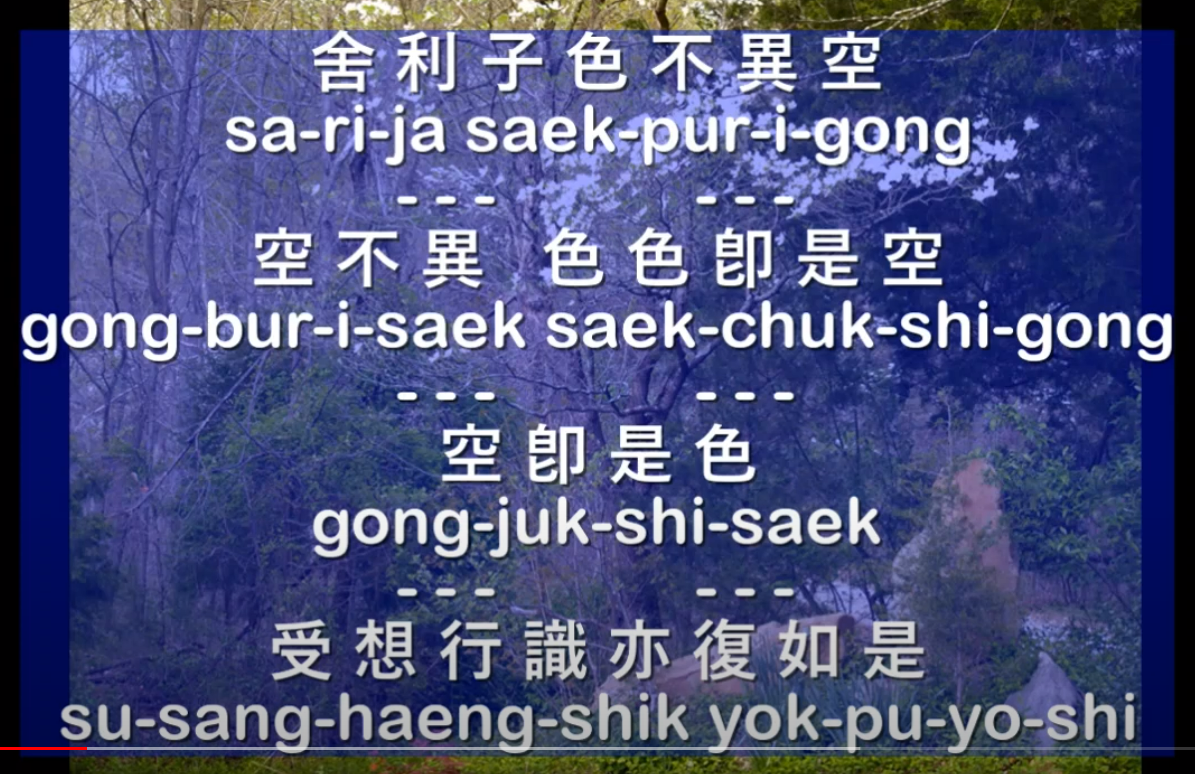 舍利子色不異空
sa-ri-ja saek-pur-i-gong
--- ---
空不異 色色卽是空
gong-bur-i-saek saek-chuk-shi-gong
--- ---
空卽是色
gong-juk-shi-saek
--- ---
受想行識亦復如是
su-sang-haeng-shik yok-pu-yo-shi